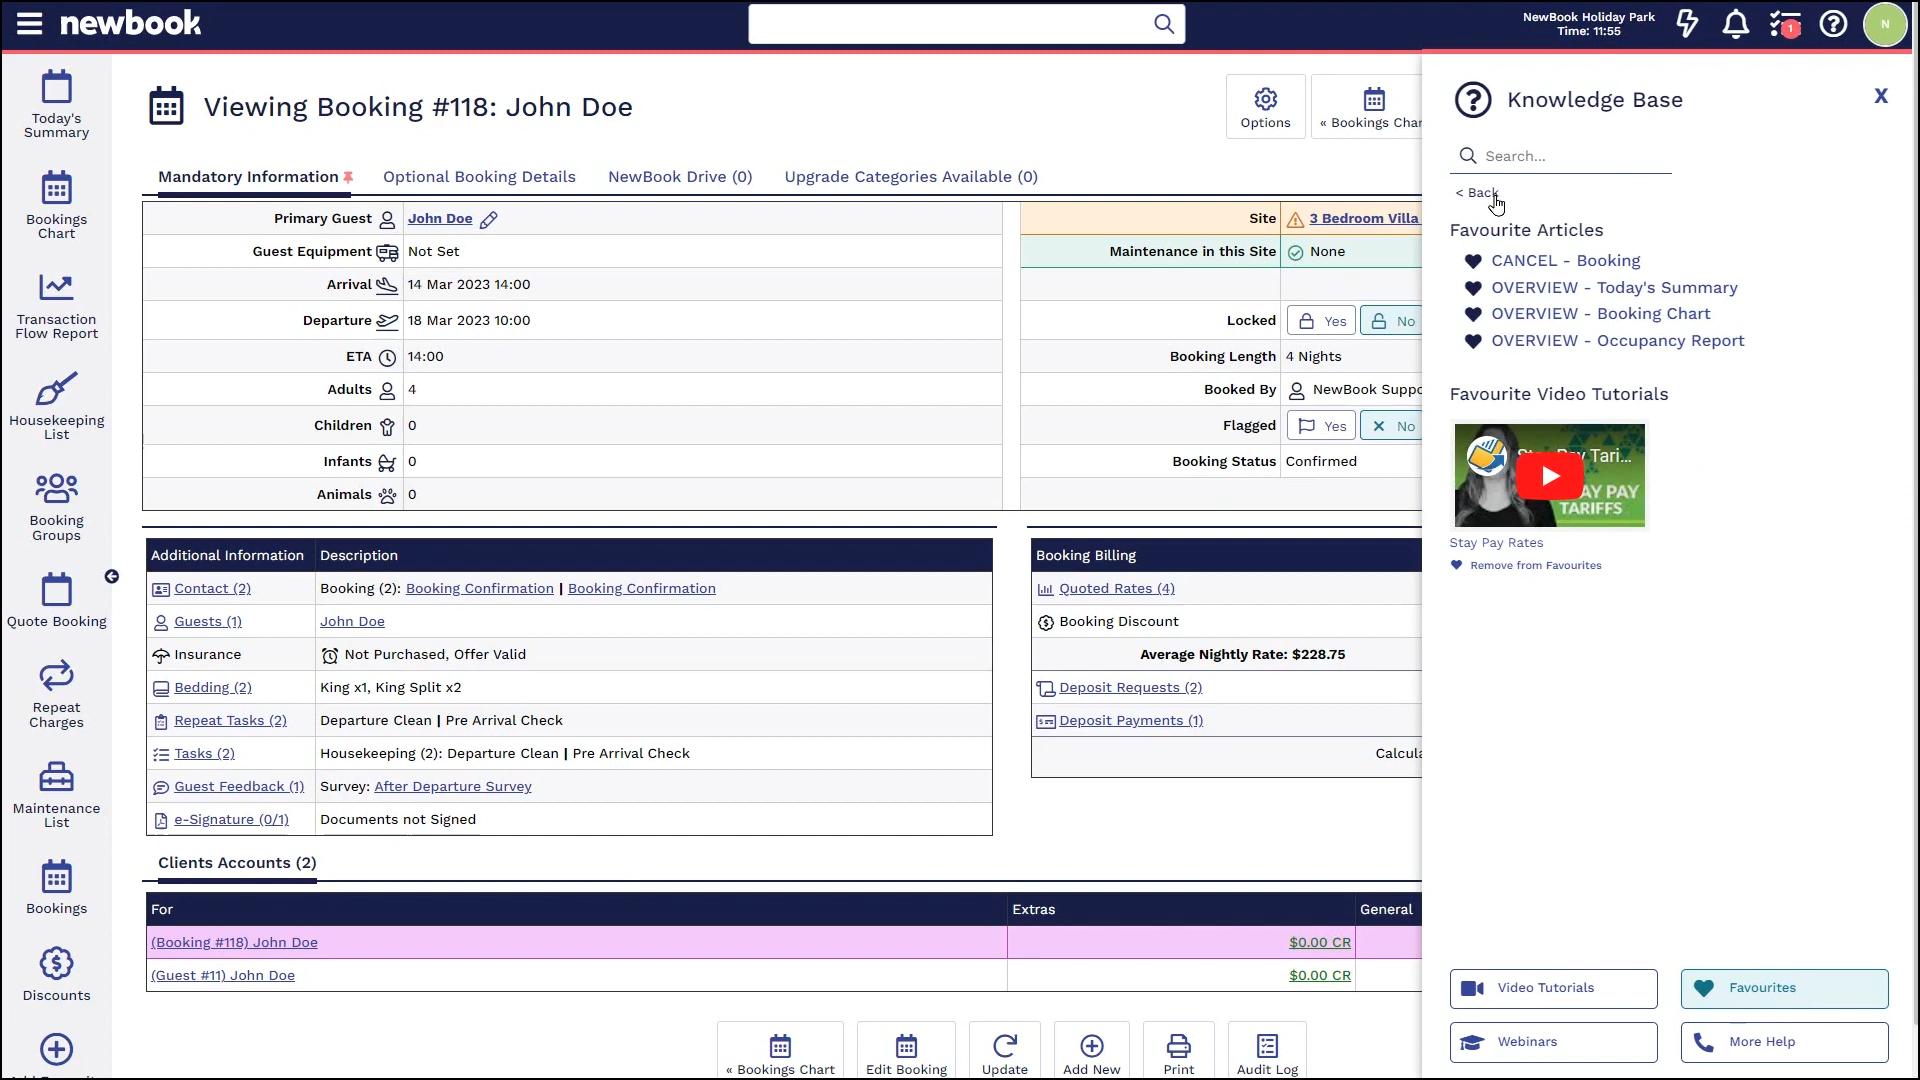 newbook
NewBook Holiday Park
Time: 11:55
1
N
Today's
Summary
Bookings
Chart
Transaction
Flow Report
Housekeeping
List
Booking
Groups
Quote Booking
Repeat
Charges
Maintenance
List
Bookings
Discounts
Viewing Booking #118: John Doe
Options
« Bookings Char
Mandatory Information
Optional Booking Details
NewBook Drive (0)
Upgrade Categories Available (0)
Primary Guest John Doe
Guest Equipment Not Set
Arrival 14 Mar 2023 14:00
Departure 18 Mar 2023 10:00
ETA 14:00
Adults 4
Children 0
Infants 0
Animals 0
Site 3 Bedroom Villa
Maintenance in this Site None
Locked Yes No
Booking Length 4 Nights
Booked By NewBook Suppo
Flagged Yes No
Booking Status Confirmed
Additional Information Description
Contact (2) Booking (2): Booking Confirmation | Booking Confirmation
Guests (1) John Doe
Insurance Not Purchased, Offer Valid
Bedding (2) King x1, King Split x2
Repeat Tasks (2) Departure Clean | Pre Arrival Check
Tasks (2) Housekeeping (2): Departure Clean | Pre Arrival Check
Guest Feedback (1) Survey: After Departure Survey
e-Signature (0/1) Documents not Signed
Booking Billing
Quoted Rates (4)
Booking Discount
Average Nightly Rate: $228.75
Deposit Requests (2)
Deposit Payments (1)
Calcula
Clients Accounts (2)
For Extras General
(Booking #118) John Doe $0.00 CR
(Guest #11) John Doe $0.00 CR
« Bookings Chart
Edit Booking
Update
Add New
Print
Audit Log
Knowledge Base
X
Search...
< Back
Favourite Articles
CANCEL - Booking
OVERVIEW - Today's Summary
OVERVIEW - Booking Chart
OVERVIEW - Occupancy Report
Favourite Video Tutorials
Pay Tari...
AY PAY
TARIFFS
Stay Pay Rates
Remove from Favourites
Video Tutorials
Favourites
Webinars
More Help